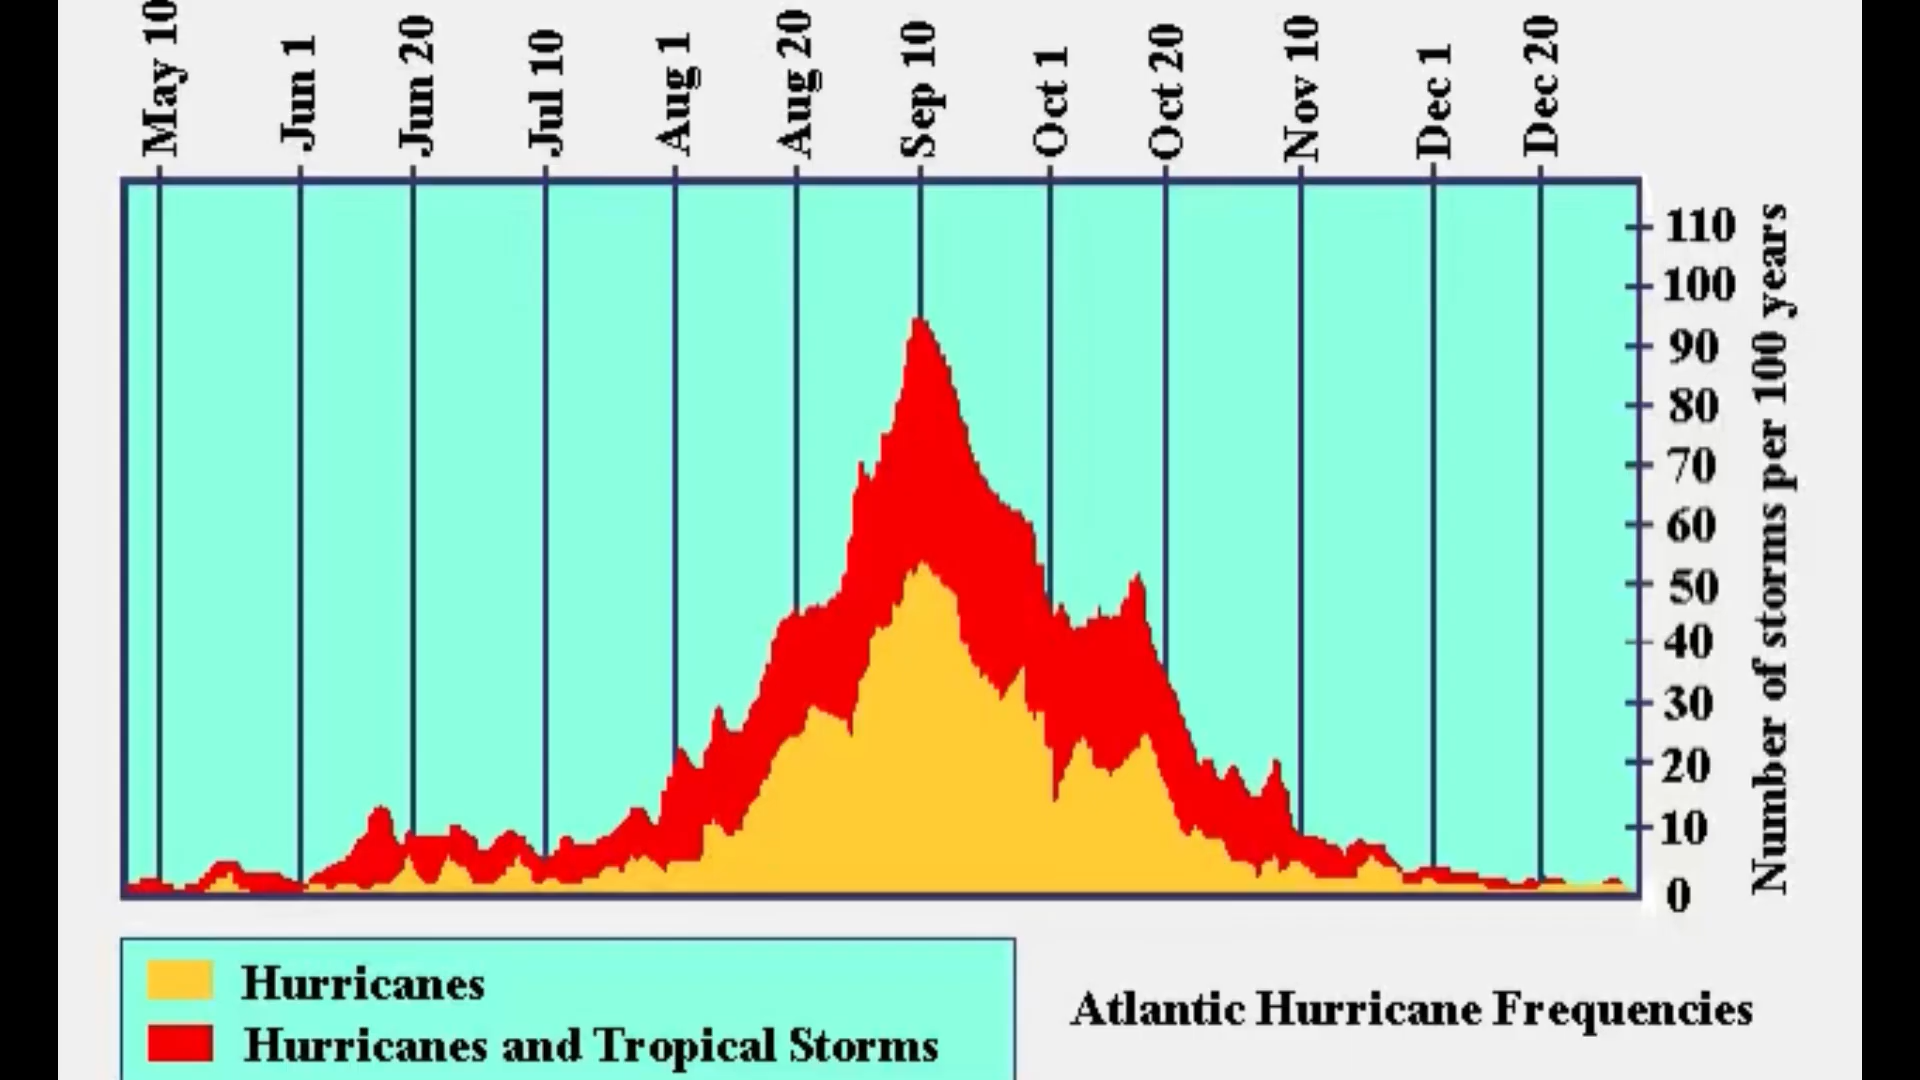 May 10
Jun 1
Jun 20
Jul 10
Aug 1
Aug 20
Sep 10
Oct 1
Oct 20
Nov 10
Dec 1
Dec 20
110
100
90
80
70
60
50
40
30
20
10
0
Number of storms per 100 years
Hurricanes
Hurricanes and Tropical Storms
Atlantic Hurricane Frequencies